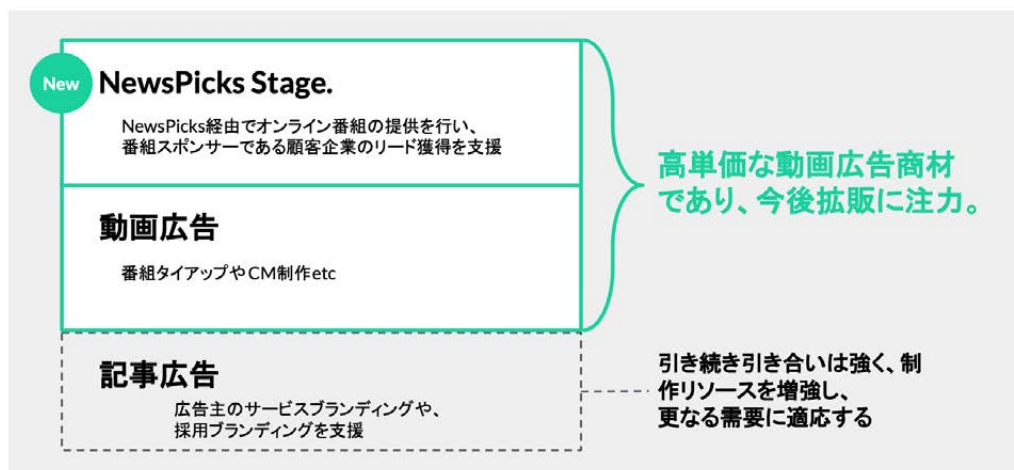 New
NewsPicks Stage.
NewsPicks経由でオンライン番組の提供を行い、
番組スポンサーである顧客企業のリード獲得を支援
高単価な動画広告商材
であり、今後拡販に注力。
動画広告
番組タイアップやCM制作etc
記事広告
広告主のサービスブランディングや、
採用ブランディングを支援
引き続き引き合いは強く、制
作リソースを増強し、
更なる需要に適応する